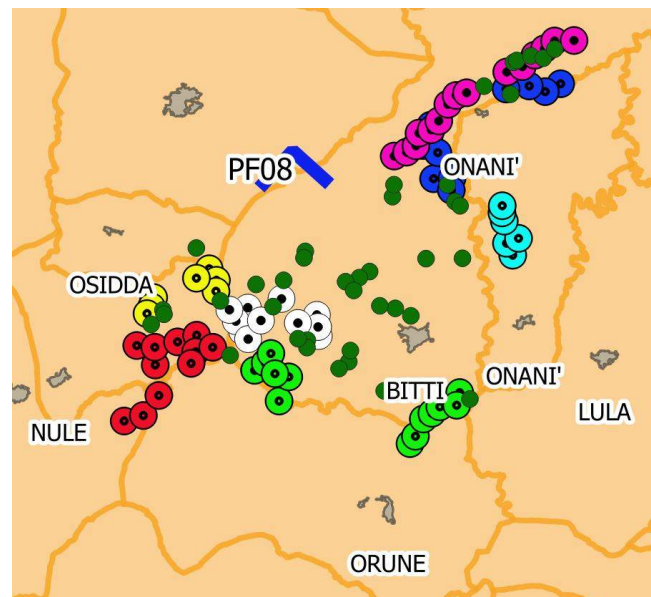 PF08
ONANI'
OSIDDA
BITTI
ONANI'
NULE
LULA
ORUNE